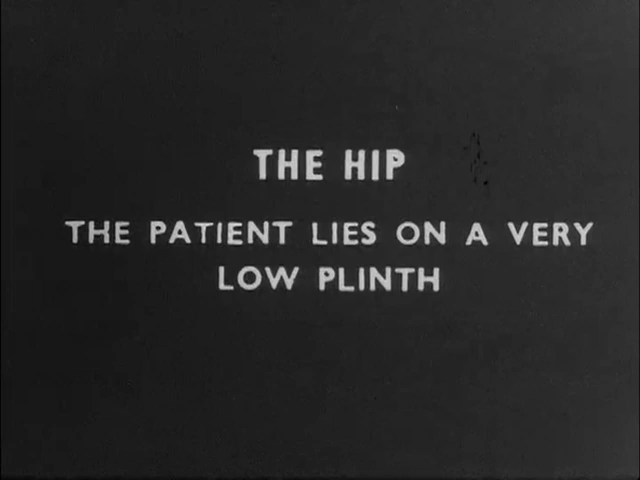 THE HIP
THE PATIENT LIES ON A VERY
LOW PLINTH